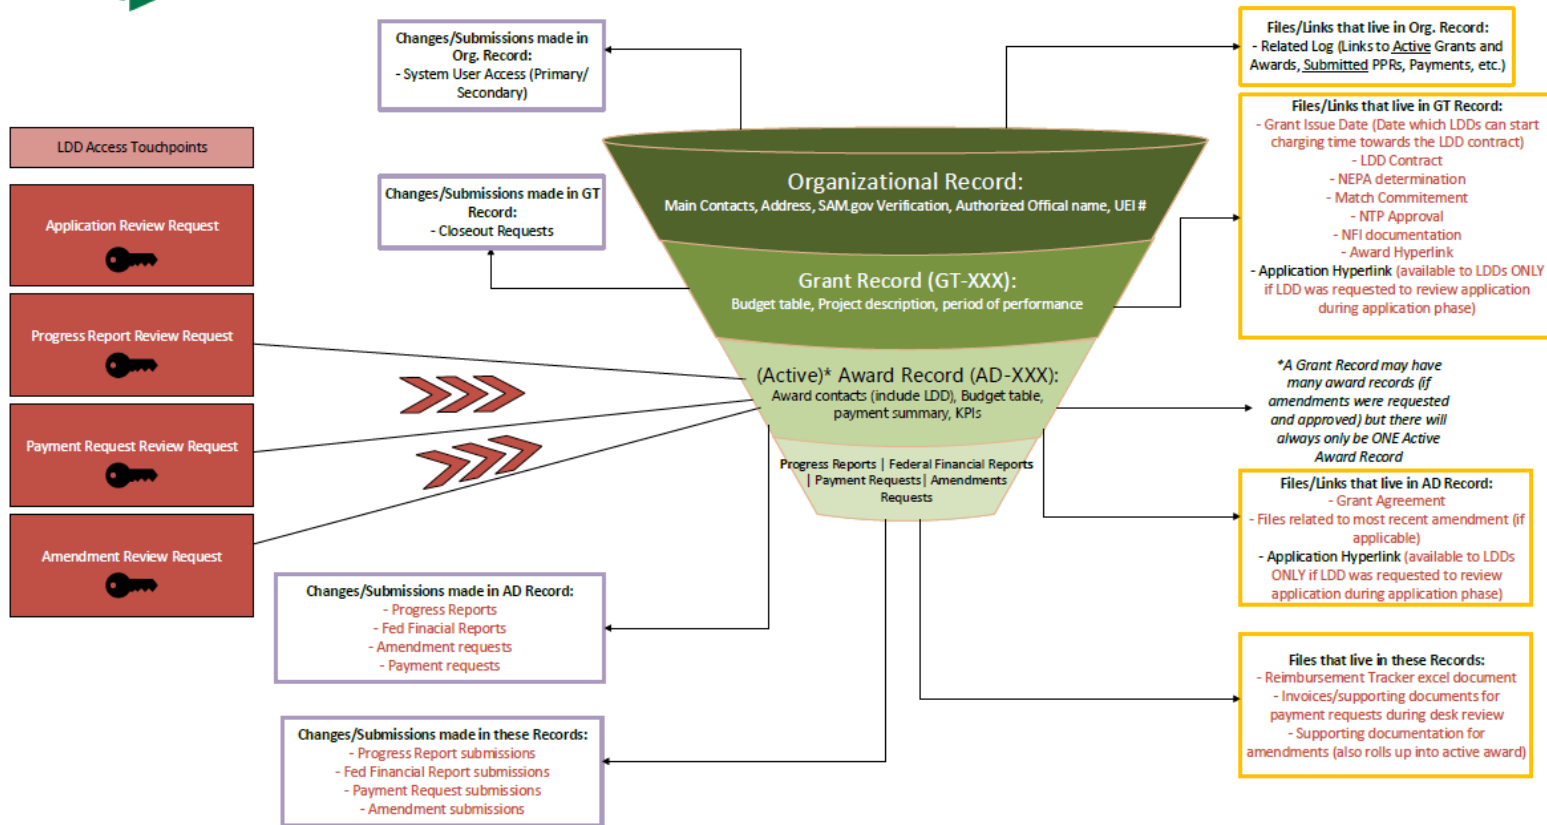 LDD Access Touchpoints
Application Review Request
Progress Report Review Request
Payment Request Review Request
Amendment Review Request
Changes/Submissions made in
Org. Record:
- System User Access (Primary/
Secondary)
Changes/Submissions made in GT
Record:
- Closeout Requests
Organizational Record:
Main Contacts, Address, SAM.gov Verification, Authorized Offical name, UEI #
Grant Record (GT-XXX):
Budget table, Project description, period of performance
(Active)* Award Record (AD-XXX):
Award contacts (include LDD), Budget table,
payment summary, KPIs
Progress Reports | Federal Financial Reports
| Payment Requests| Amendments
Requests
Changes/Submissions made in AD Record:
- Progress Reports
- Fed Finacial Reports
- Amendment requests
- Payment requests
Changes/Submissions made in these Records:
- Progress Report submissions
- Fed Financial Report submissions
- Payment Request submissions
- Amendment submissions
Files/Links that live in Org. Record:
- Related Log (Links to Active Grants and
Awards, Submitted PPRs, Payments, etc.)
Files/Links that live in GT Record:
- Grant Issue Date (Date which LDDs can start
charging time towards the LDD contract)
- LDD Contract
- NEPA determination
- Match Commitement
- NTP Approval
- NFI documentation
- Award Hyperlink
- Application Hyperlink (available to LDDs ONLY
if LDD was requested to review application
during application phase)
*A Grant Record may have
many award records (if
amendments were requested
and approved) but there will
always only be ONE Active
Award Record
Files/Links that live in AD Record:
- Grant Agreement
- Files related to most recent amendment (if
applicable)
- Application Hyperlink (available to LDDs
ONLY if LDD was requested to review
application during application phase)
Files that live in these Records:
- Reimbursement Tracker excel document
- Invoices/supporting documents for
payment requests during desk review
- Supporting documentation for
amendments (also rolls up into active award)